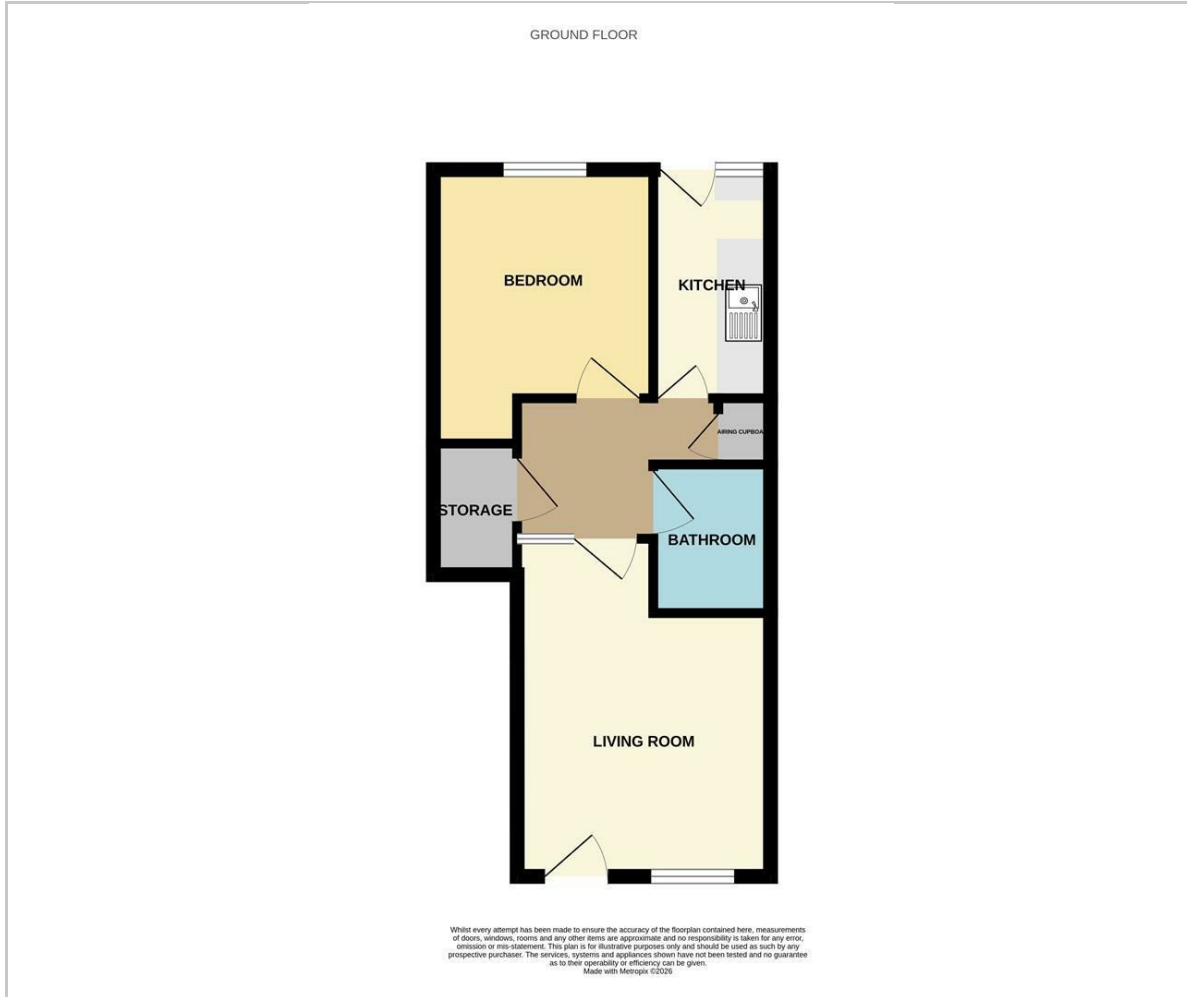 GROUND FLOOR
BEDROOM
KITCHEN
AIRING CUPBOA
STORAGE
BATHROOM
LIVING ROOM
Whilst every attempt has been made to ensure the accuracy of the floorplan contained here, measurements
of doors, windows, rooms and any other items are approximate and no responsibility is taken for any error,
omission or mis-statement. This plan is for illustrative purposes only and should be used as such by any
prospective purchaser. The services, systems and appliances shown have not been tested and no guarantee
as to their operability or efficiency can be given.
Made with Metropix ©2026